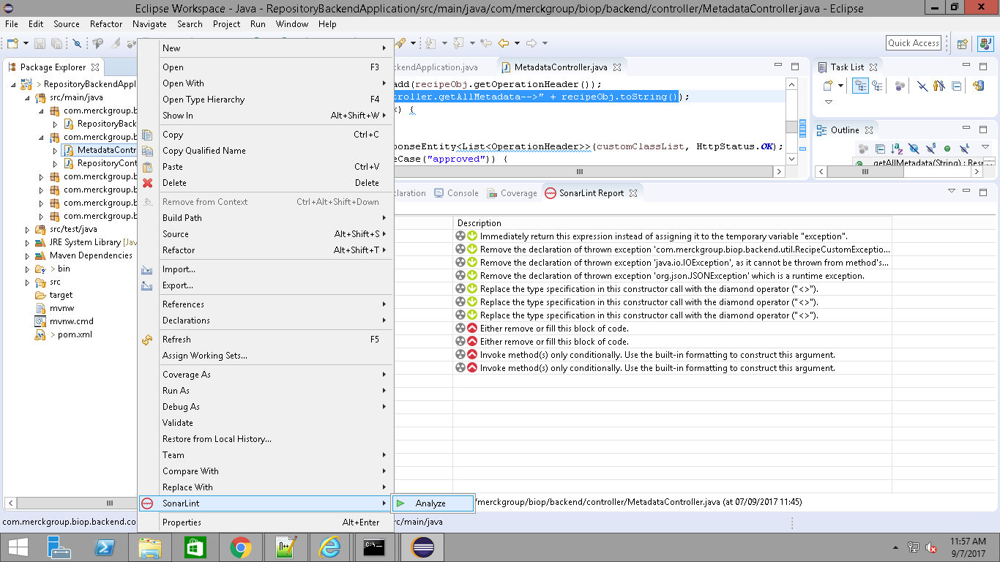 Eclipse Workspace - Java - RepositoryBackendApplication/src/main/java/com/merckgroup/biop/backend/controller/MetadataController.java - Eclipse
File Edit Source Refactor Navigate Search Project Run Window Help
Quick Access
Package Explorer
> RepositoryBackendAppl
src/main/java
com.merckgroup.b
RepositoryBack
com.merckgroup.b
MetadataContr
RepositoryCont
com.merckgroup.b
com.merckgroup.b
com.merckgroup.b
com.merckgroup.b
src/test/java
JRE System Library [Jav
Maven Dependencies
> bin
src
target
mvnw
mvnw.cmd
> pom.xml
New
Open F3
Open With
Open Type Hierarchy F4
Show In Alt+Shift+W
Copy Ctrl+C
Copy Qualified Name
Paste Ctrl+V
Delete Delete
Remove from Context Ctrl+Alt+Shift+Down
Build Path
Source Alt+Shift+S
Refactor Alt+Shift+T
Import...
Export...
References
Declarations
Refresh F5
Assign Working Sets...
Coverage As
Run As
Debug As
Validate
Restore from Local History...
Team
Compare With
Replace With
SonarLint
Properties Alt+Enter
Analyze
ckendApplication.java MetadataController.java
add(recipeObj.getOperationHeader());
troller.getAllMetadata-->" + recipeObj.toString());
) {
ponseEntity<List<OperationHeader>>(customClassList, HttpStatus.OK);
eCase("approved")) {
Task List
Outline
getAllMetadata(String) : Resp
claration Console Coverage SonarLint Report
Description
Immediately return this expression instead of assigning it to the temporary variable "exception".
Remove the declaration of thrown exception 'com.merckgroup.biop.backend.util.RecipeCustomExceptio...
Remove the declaration of thrown exception 'java.io.IOException', as it cannot be thrown from method's...
Remove the declaration of thrown exception 'org.json.JSONException' which is a runtime exception.
Replace the type specification in this constructor call with the diamond operator ("<>").
Replace the type specification in this constructor call with the diamond operator ("<>").
Replace the type specification in this constructor call with the diamond operator ("<>").
Either remove or fill this block of code.
Either remove or fill this block of code.
Invoke method(s) only conditionally. Use the built-in formatting to construct this argument.
Invoke method(s) only conditionally. Use the built-in formatting to construct this argument.
/merckgroup/biop/backend/controller/MetadataController.java (at 07/09/2017 11:45)
com.merckgroup.biop.backend.co
rc/main/java
11:57 AM
9/7/2017